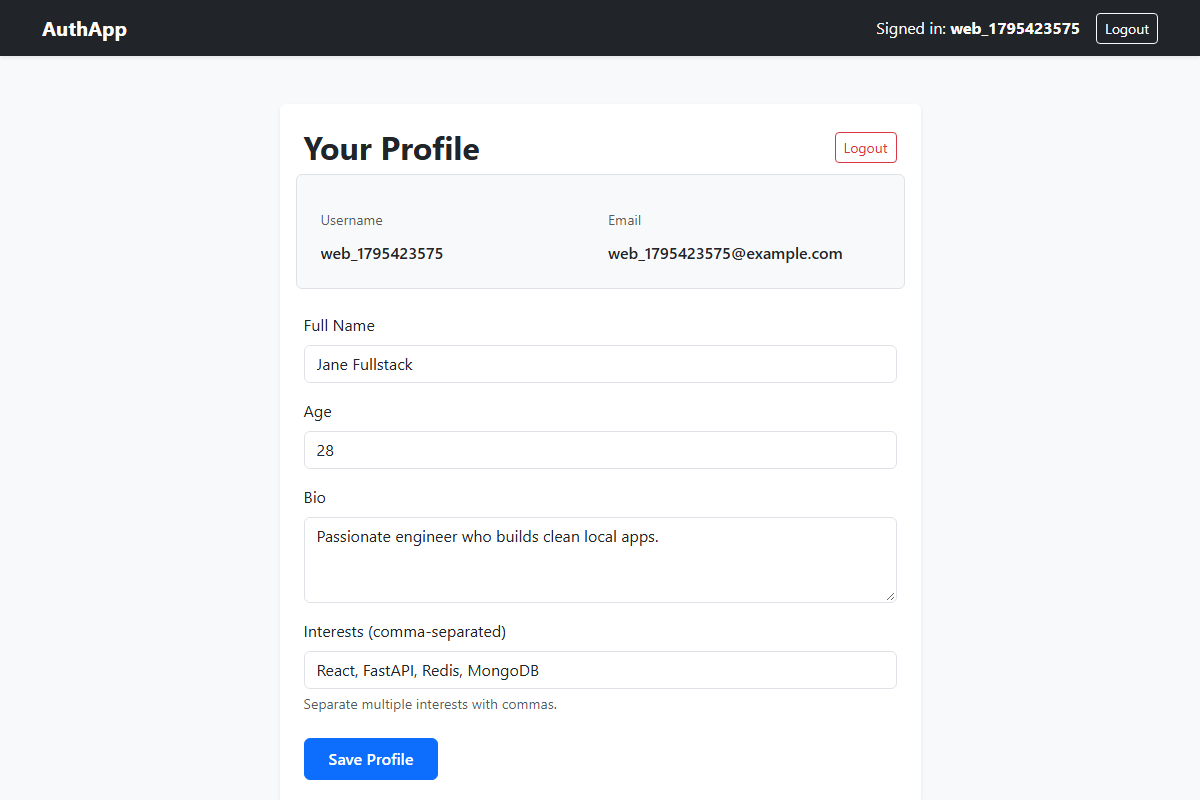 AuthApp
Signed in: web_1795423575
Logout
Your Profile
Logout
Username
Email
web_1795423575
web_1795423575@example.com
Full Name
Jane Fullstack
Age
28
Bio
Passionate engineer who builds clean local apps.
Interests (comma-separated)
React, FastAPI, Redis, MongoDB
Separate multiple interests with commas.
Save Profile